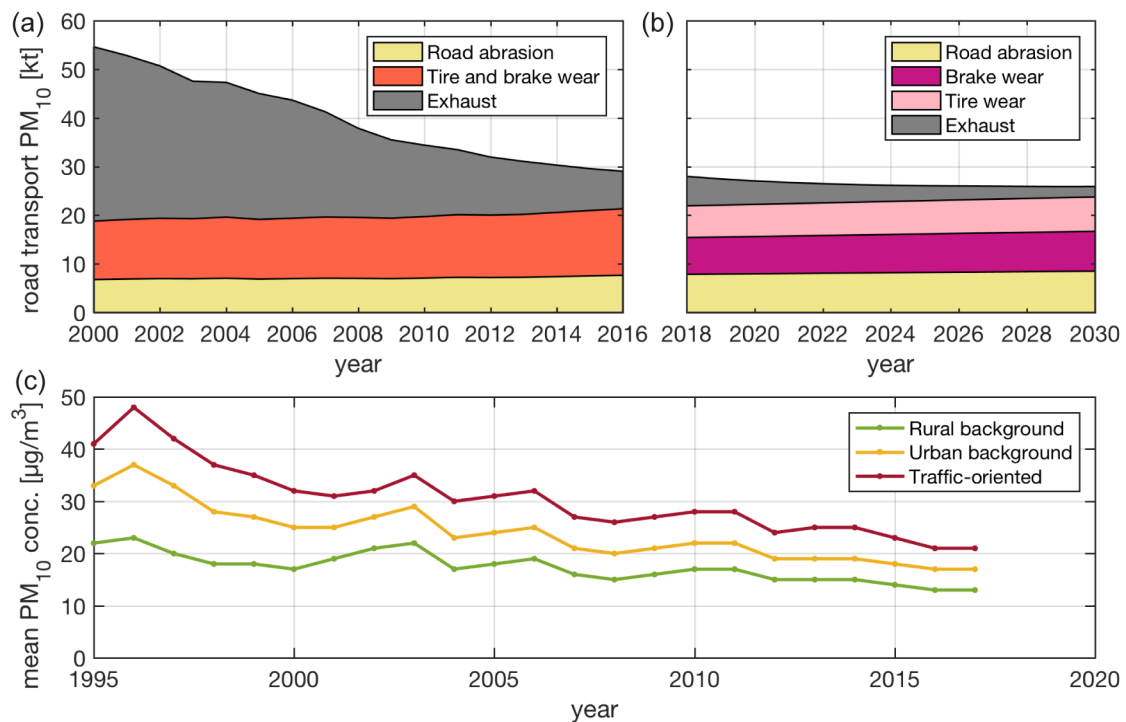 (a)
road transport PM10 [kt]
60
50
40
30
20
10
0
Road abrasion
Tire and brake wear
Exhaust
2000 2002 2004 2006 2008 2010 2012 2014 2016
year
(b)
Road abrasion
Brake wear
Tire wear
Exhaust
2018 2020 2022 2024 2026 2028 2030
year
(c)
mean PM10 conc. [µg/m³]
50
40
30
20
10
0
Rural background
Urban background
Traffic-oriented
1995 2000 2005 2010 2015 2020
year